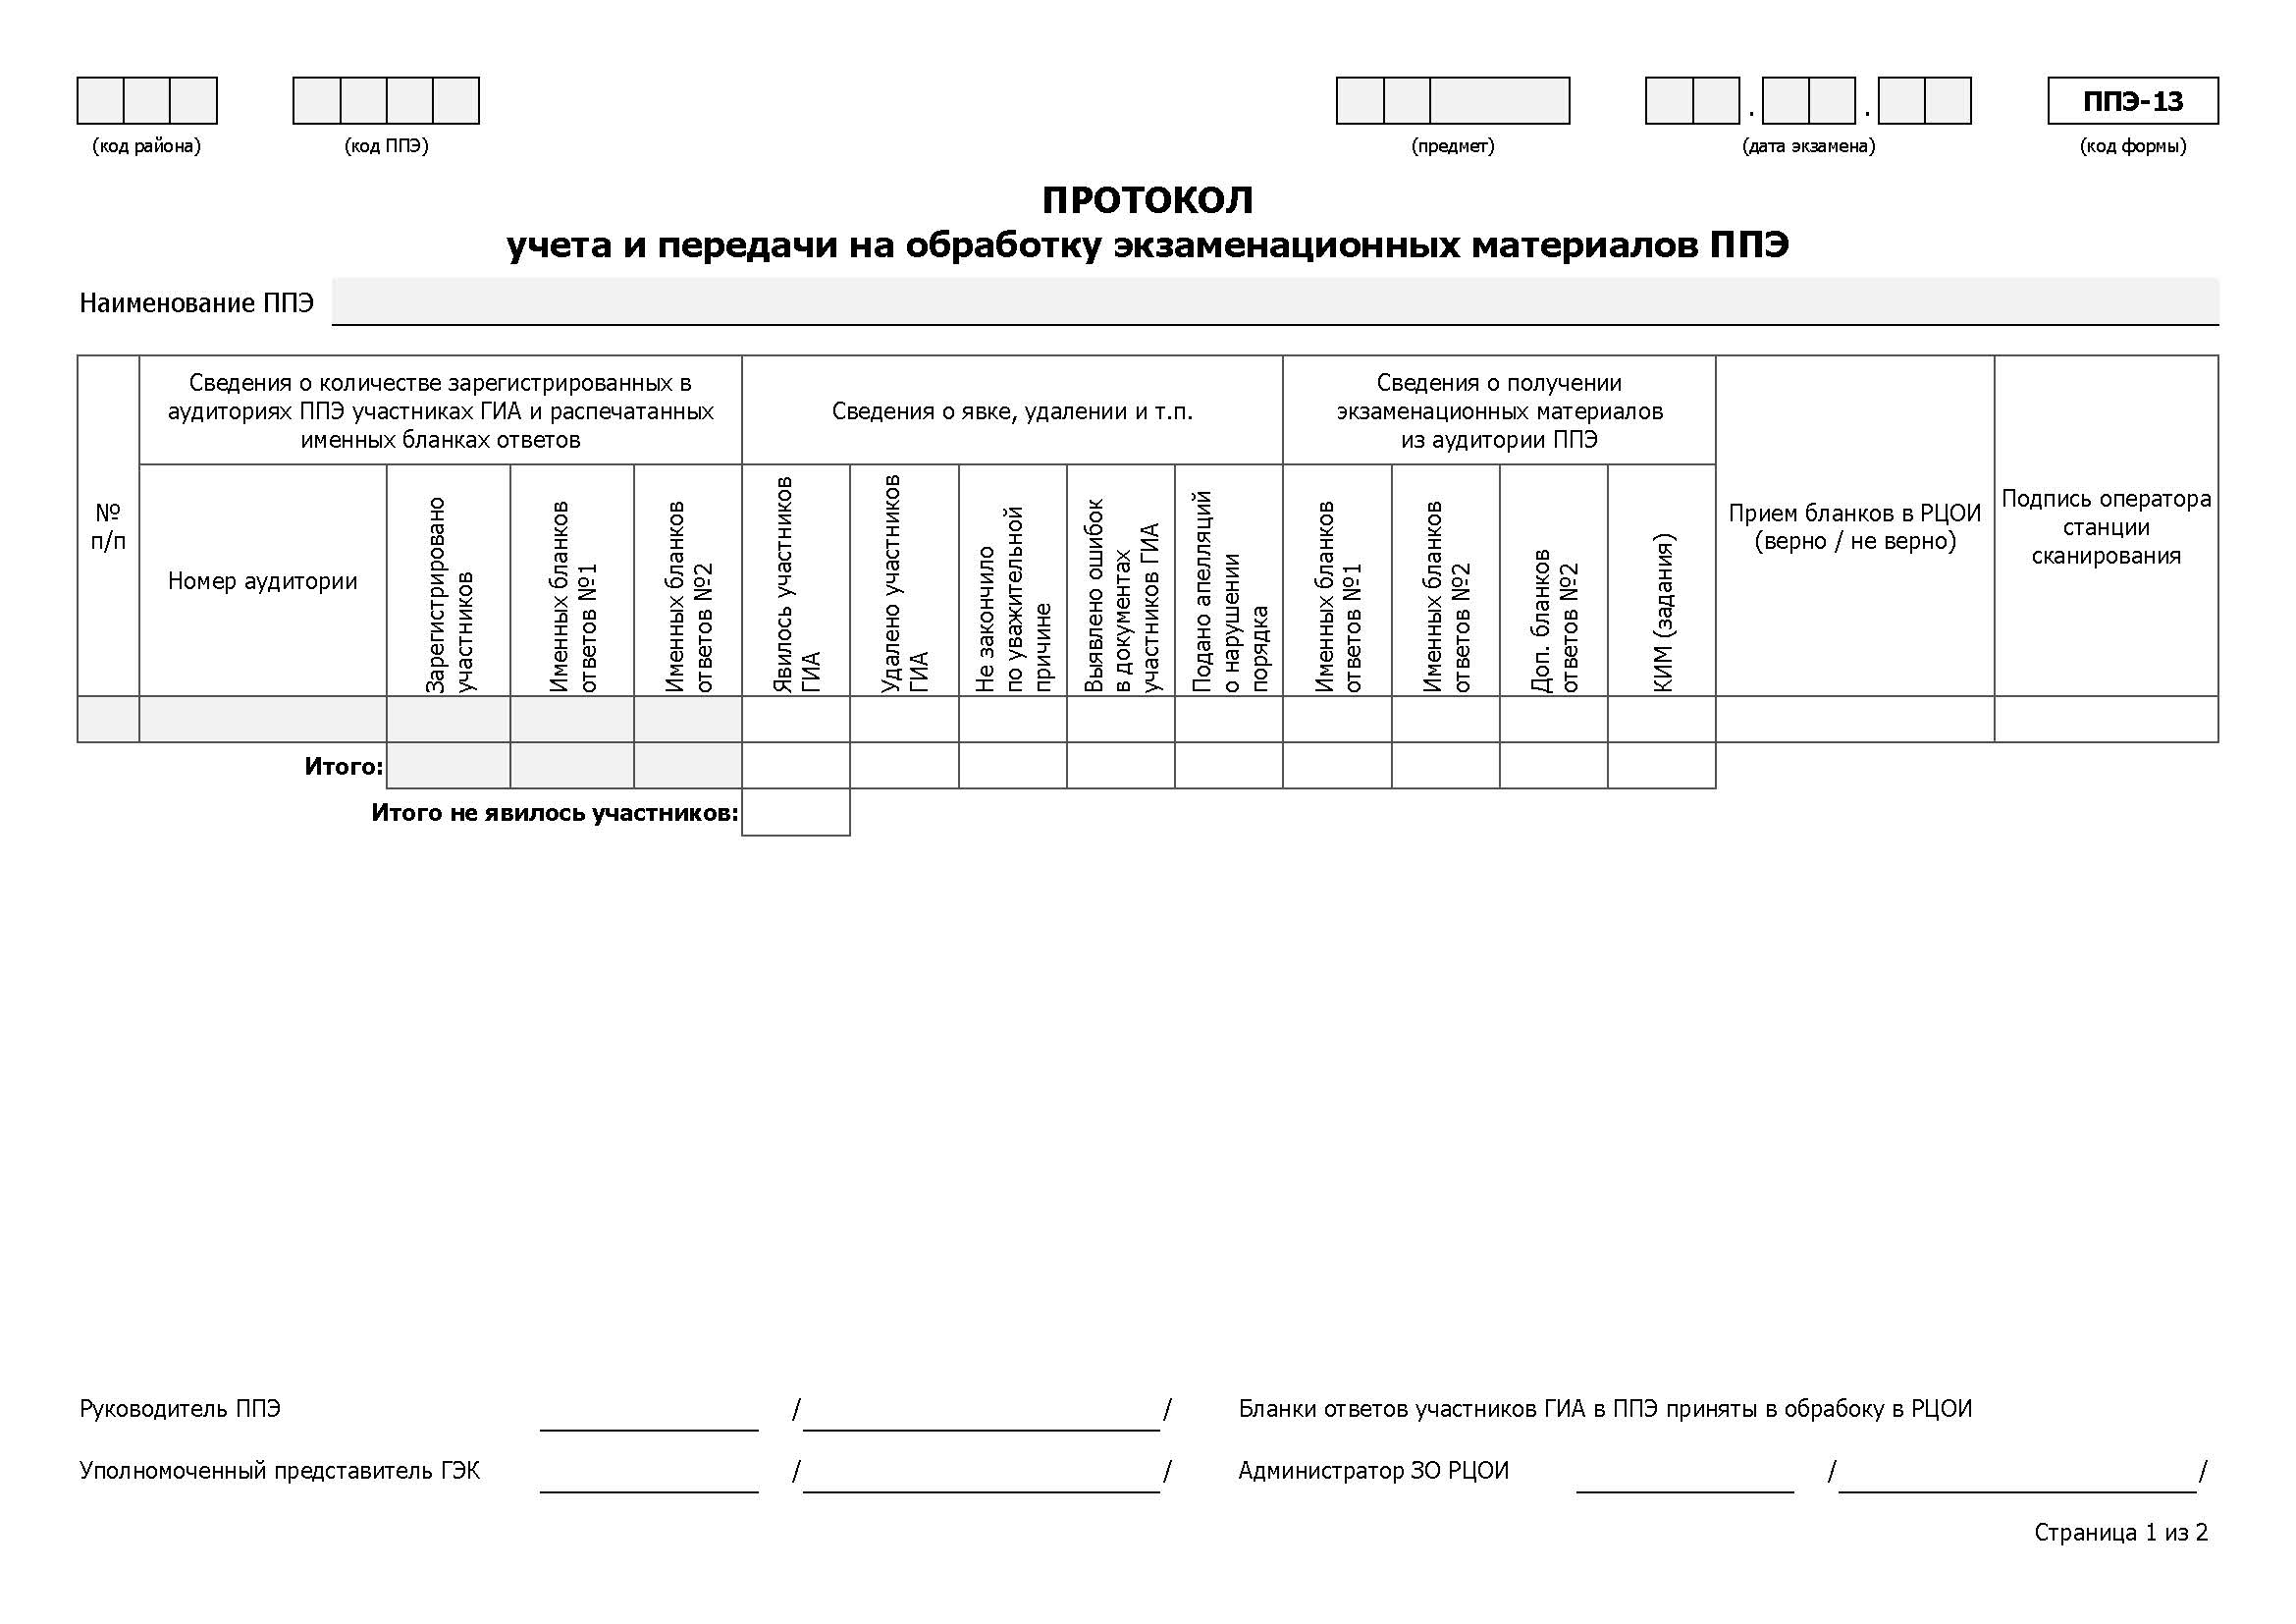 . .
ППЭ-13
(код района) (код ППЭ) (предмет) (дата экзамена) (код формы)
ПРОТОКОЛ
учета и передачи на обработку экзаменационных материалов ППЭ
Наименование ППЭ
№
п/п
Сведения о количестве зарегистрированных в
аудиториях ППЭ участниках ГИА и распечатанных
именных бланках ответов
Сведения о явке, удалении и т.п.
Сведения о получении
экзаменационных материалов
из аудитории ППЭ
Прием бланков в РЦОИ
(верно / не верно)
Подпись оператора
станции
сканирования
Номер аудитории
Зарегистрировано
участников
Именных бланков
ответов №1
Именных бланков
ответов №2
Явилось участников
ГИА
Удалено участников
ГИА
Не закончило
по уважительной
причине
Выявлено ошибок
в документах
участников ГИА
Подано апелляций
о нарушении
порядка
Именных бланков
ответов №1
Именных бланков
ответов №2
Доп. бланков
ответов №2
КИМ (задания)
Итого:
Итого не явилось участников:
Руководитель ППЭ / / Бланки ответов участников ГИА в ППЭ приняты в обрабоку в РЦОИ
Уполномоченный представитель ГЭК / / Администратор ЗО РЦОИ / /
Страница 1 из 2